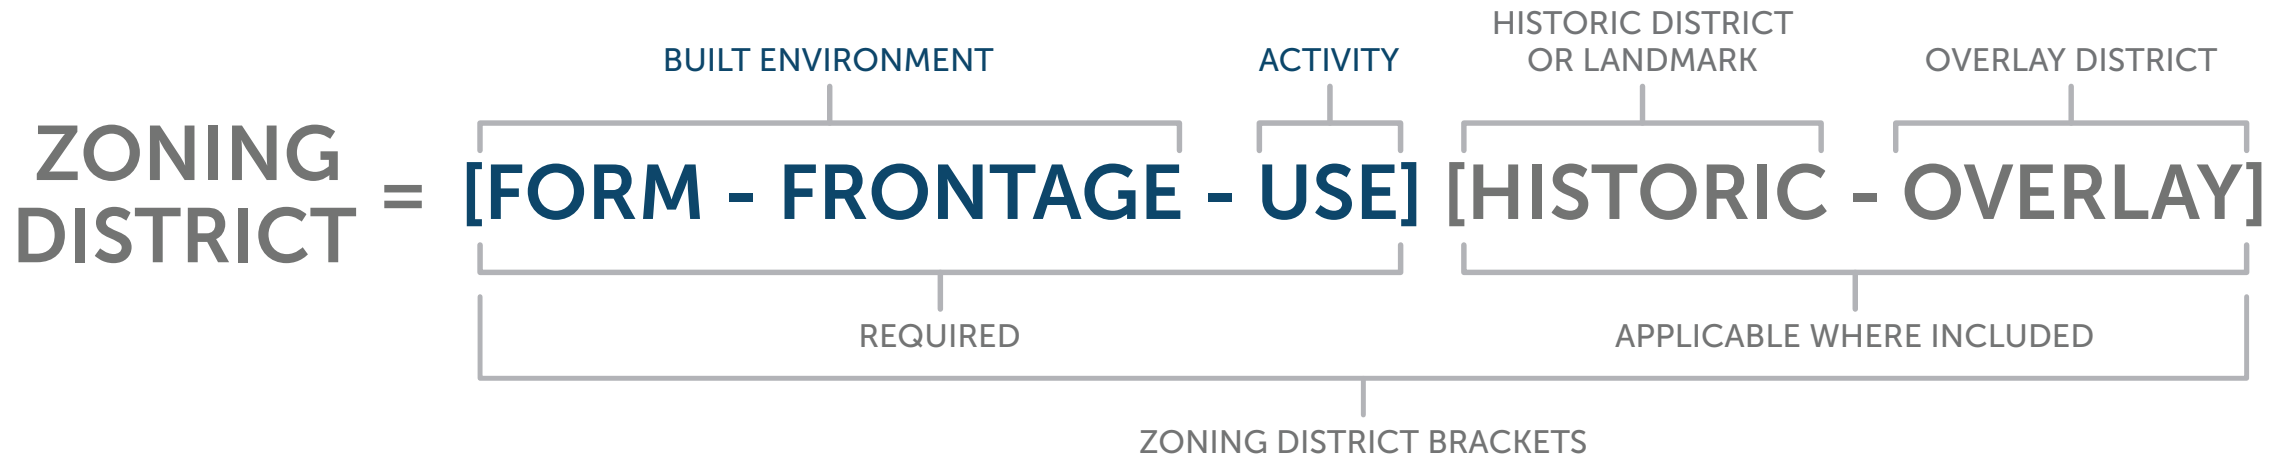 HISTORIC DISTRICT
BUILT ENVIRONMENT ACTIVITY OR LANDMARK OVERLAY DISTRICT
ZONING
DISTRICT = [FORM - FRONTAGE - USE] [HISTORIC - OVERLAY]
REQUIRED APPLICABLE WHERE INCLUDED
ZONING DISTRICT BRACKETS